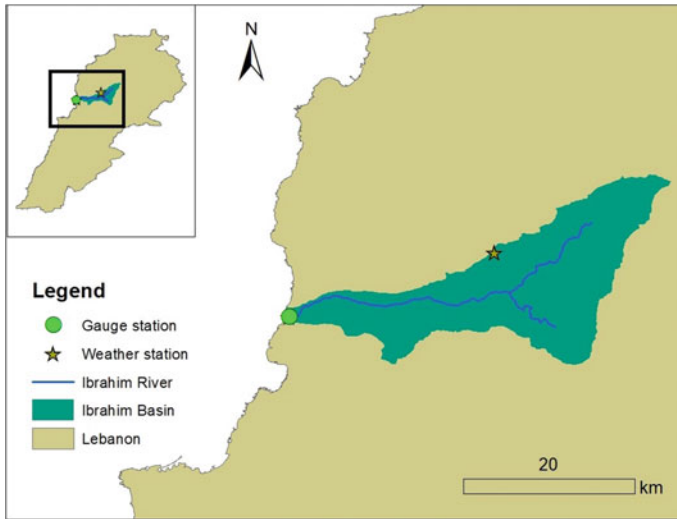 N
Legend
Gauge station
Weather station
Ibrahim River
Ibrahim Basin
Lebanon
20
km